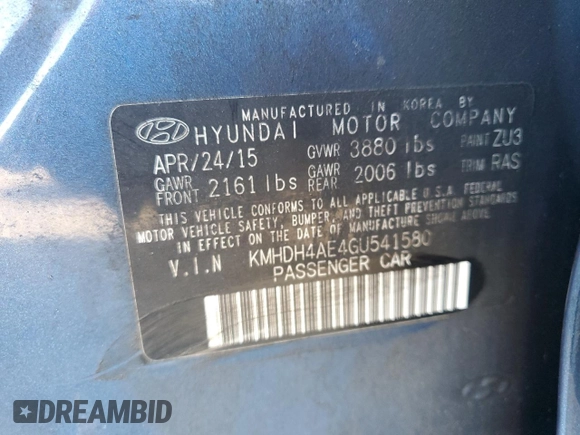 MANUFACTURED IN KOREA BY
HYUNDAI MOTOR COMPANY
APR/24/15 GVWR 3880 lbs PAINT ZU3
GAWR FRONT 2161 lbs GAWR REAR 2006 lbs TRIM RAS
THIS VEHICLE CONFORMS TO ALL APPLICABLE U.S.A. FEDERAL
MOTOR VEHICLE SAFETY, BUMPER, AND THEFT PREVENTION
STANDARDS IN EFFECT ON THE DATE OF MANUFACTURE SHOWN ABOVE
V.I.N KMHDH4AE4GU541580
PASSENGER CAR
DREAMBID